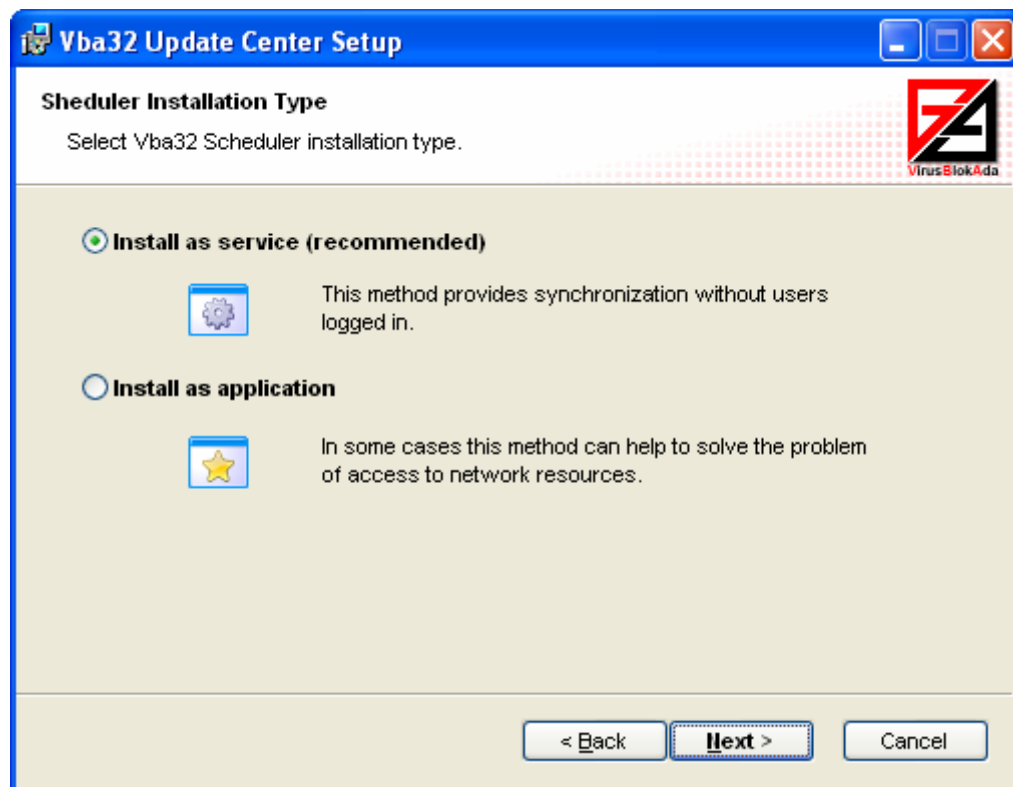 Vba32 Update Center Setup
Sheduler Installation Type
Select Vba32 Scheduler installation type.
VirusBlokAda
Install as service (recommended)
This method provides synchronization without users
logged in.
Install as application
In some cases this method can help to solve the problem
of access to network resources.
< Back
Next >
Cancel